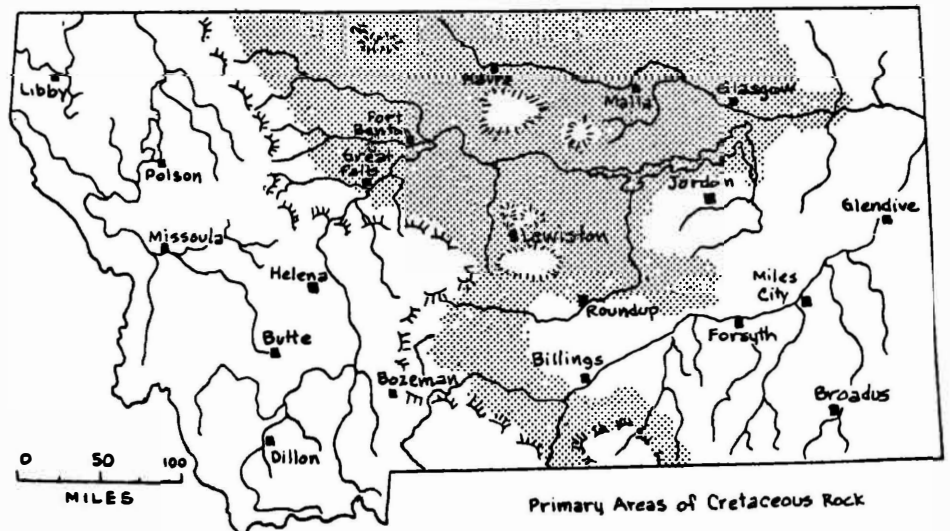 Havre
Libby
Malta
Glasgow
Fort
Benton
Great
Falls
Polson
Jordon
Glendive
Missoula
Lewiston
Helena
Miles
City
Roundup
Forsyth
Butte
Billings
Bozeman
Broadus
Dillon
0 50 100
MILES
Primary Areas of Cretaceous Rock